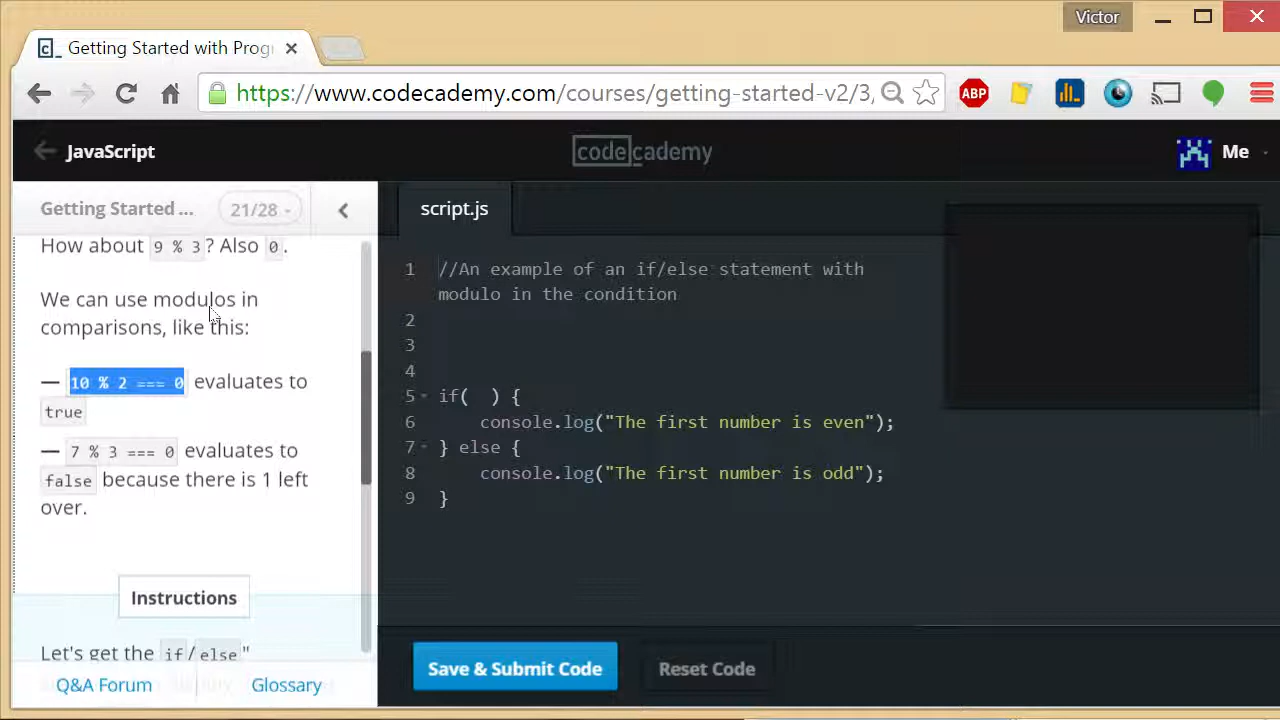 Victor
Getting Started with Prog
https://www.codecademy.com/courses/getting-started-v2/3,
ABP
JavaScript
codecademy
Me
Getting Started ...
21/28
script.js
How about 9 % 3? Also 0.
We can use modulos in
comparisons, like this:
— 10 % 2 === 0 evaluates to
true
— 7 % 3 === 0 evaluates to
false because there is 1 left
over.
Instructions
Let's get the if/else"
Q&A Forum
Glossary
1 //An example of an if/else statement with
modulo in the condition
2
3
4
5 if(  ) {
6     console.log("The first number is even");
7 } else {
8     console.log("The first number is odd");
9 }
Save & Submit Code
Reset Code